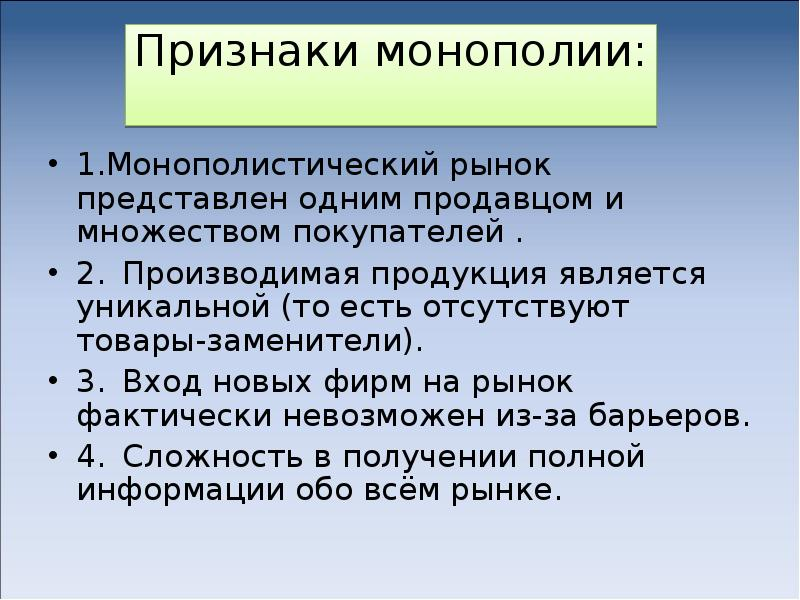 Признаки монополии:
• 1.Монополистический рынок
представлен одним продавцом и
множеством покупателей .
• 2. Производимая продукция является
уникальной (то есть отсутствуют
товары-заменители).
• 3. Вход новых фирм на рынок
фактически невозможен из-за барьеров.
• 4. Сложность в получении полной
информации обо всём рынке.